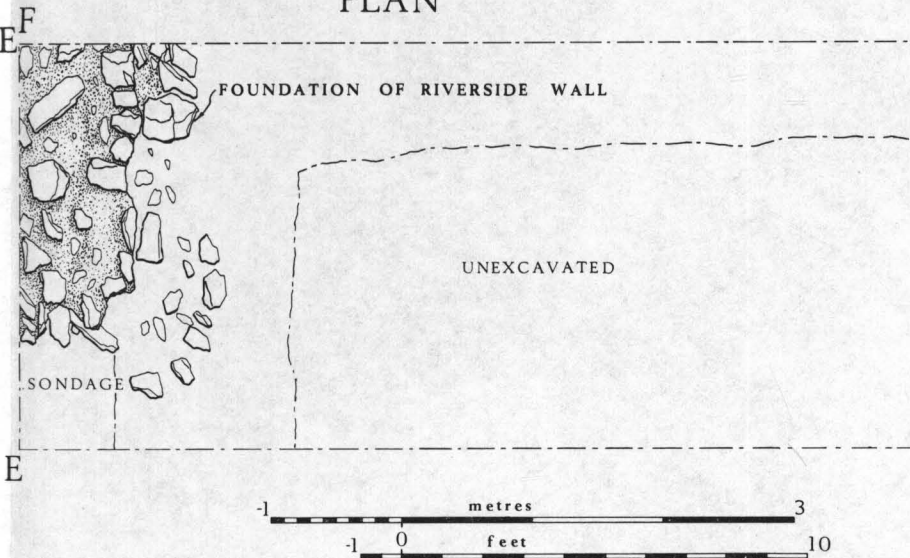 PLAN
F
E
FOUNDATION OF RIVERSIDE WALL
UNEXCAVATED
SONDAGE
E
-1 metres 3
-1 0 feet 10